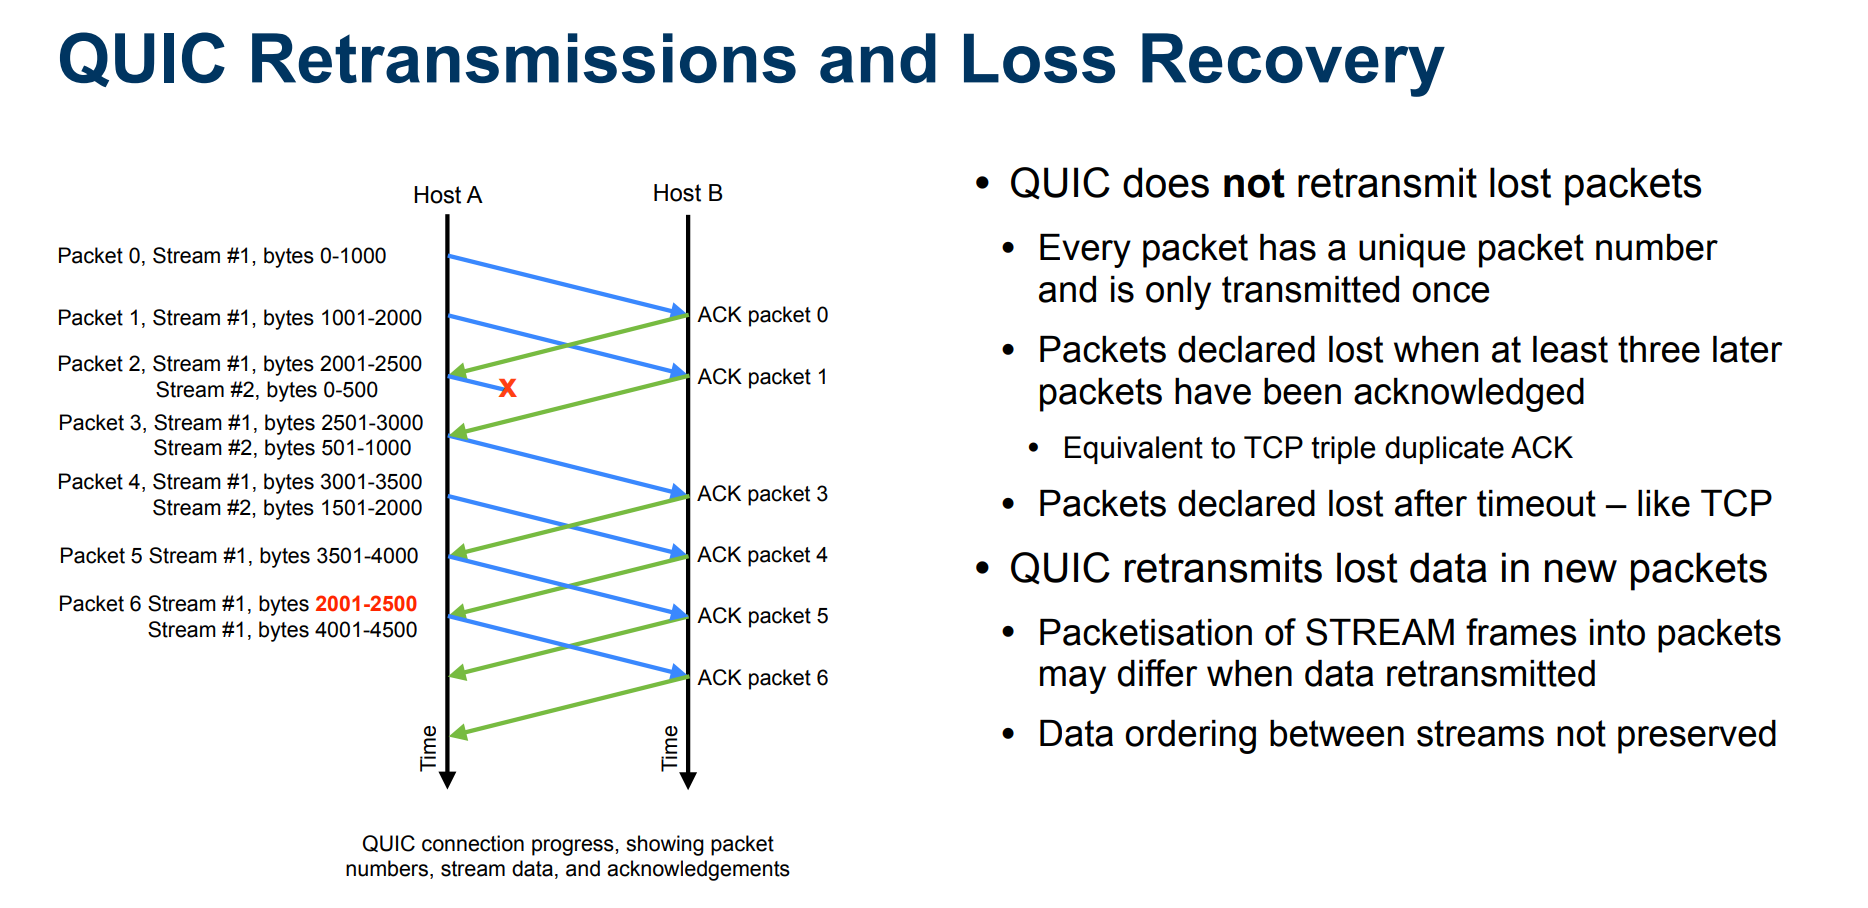 QUIC Retransmissions and Loss Recovery
Host A
Host B
Packet 0, Stream #1, bytes 0-1000
ACK packet 0
Packet 1, Stream #1, bytes 1001-2000
Packet 2, Stream #1, bytes 2001-2500
Stream #2, bytes 0-500
X
ACK packet 1
Packet 3, Stream #1, bytes 2501-3000
Stream #2, bytes 501-1000
Packet 4, Stream #1, bytes 3001-3500
Stream #2, bytes 1501-2000
ACK packet 3
Packet 5 Stream #1, bytes 3501-4000
ACK packet 4
Packet 6 Stream #1, bytes 2001-2500
Stream #1, bytes 4001-4500
ACK packet 5
ACK packet 6
Time
Time
QUIC connection progress, showing packet
numbers, stream data, and acknowledgements
• QUIC does not retransmit lost packets
• Every packet has a unique packet number
and is only transmitted once
• Packets declared lost when at least three later
packets have been acknowledged
• Equivalent to TCP triple duplicate ACK
• Packets declared lost after timeout – like TCP
• QUIC retransmits lost data in new packets
• Packetisation of STREAM frames into packets
may differ when data retransmitted
• Data ordering between streams not preserved